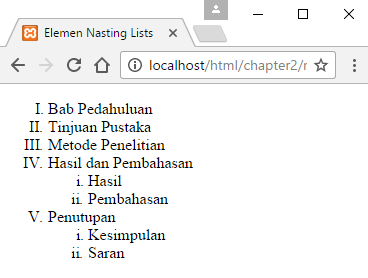 Elemen Nasting Lists
localhost/html/chapter2/r
I. Bab Pedahuluan
II. Tinjuan Pustaka
III. Metode Penelitian
IV. Hasil dan Pembahasan
i. Hasil
ii. Pembahasan
V. Penutupan
i. Kesimpulan
ii. Saran